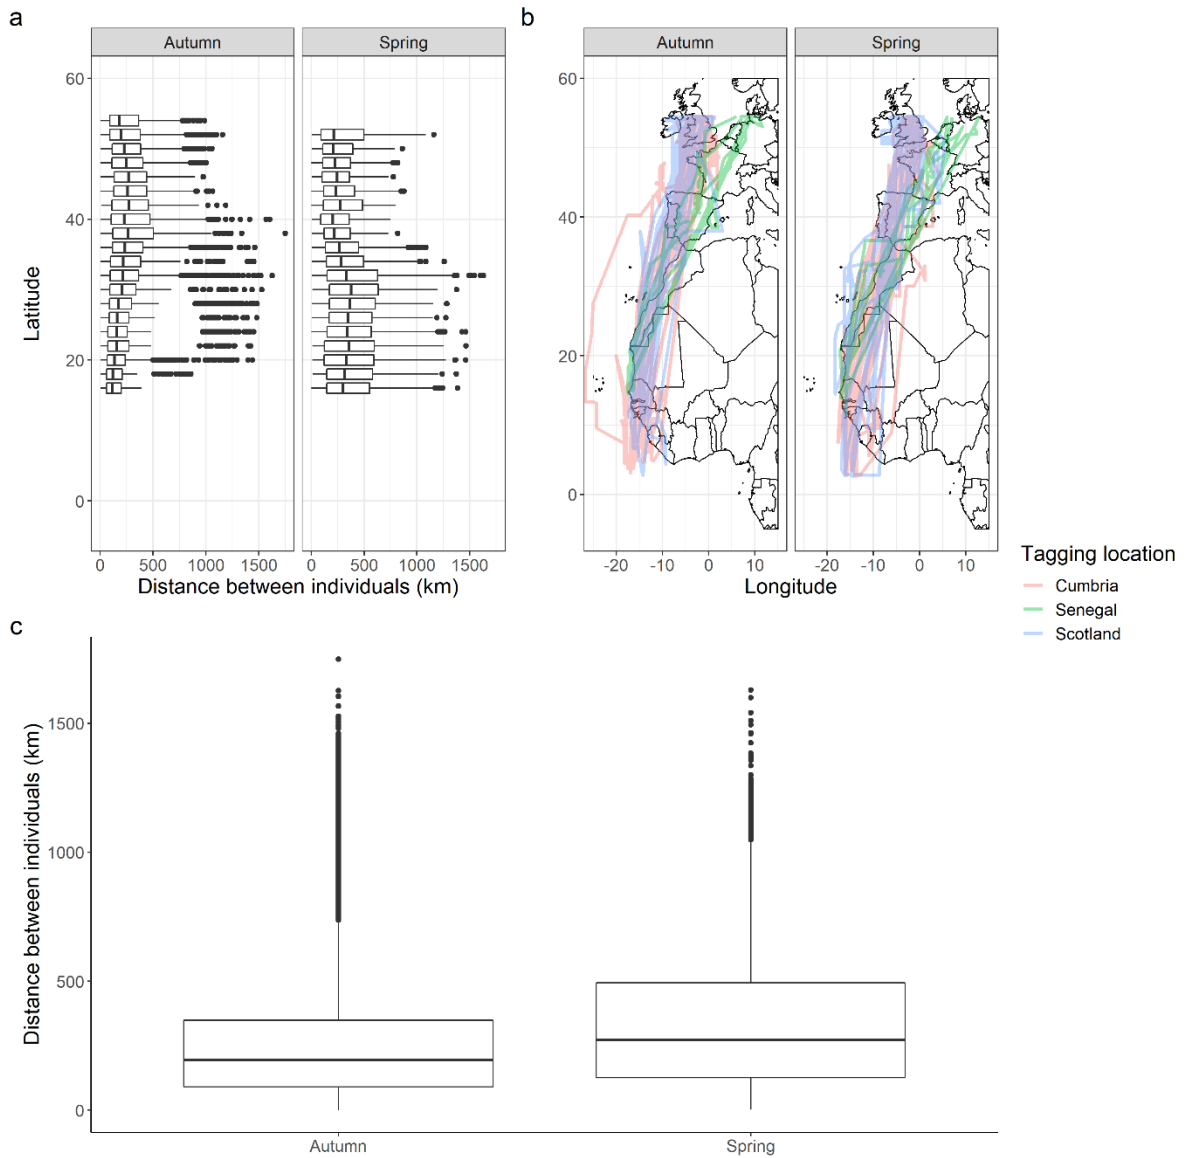 a
b
Autumn
Spring
Autumn
Spring
60
40
20
0
Latitude
0
500
1000
1500
0
500
1000
1500
Distance between individuals (km)
60
40
20
0
-20
-10
0
10
-20
-10
0
10
Longitude
Tagging location
Cumbria
Senegal
Scotland
c
1500
1000
500
0
Distance between individuals (km)
Autumn
Spring